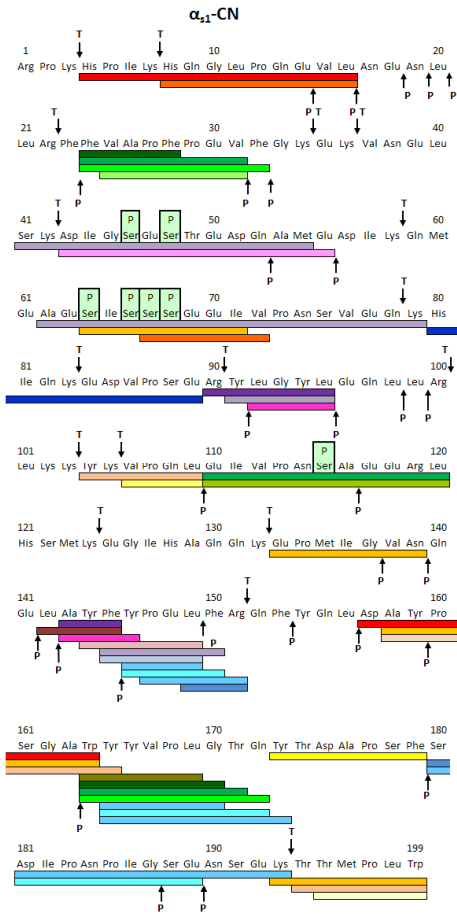 αs1-CN
T T
1 10 20
Arg Pro Lys His Pro Ile Lys His Gln Gly Leu Pro Gln Glu Val Leu Asn Glu Asn Leu
P P P
P T P T
T
21 30 40
Leu Arg Phe Phe Val Ala Pro Phe Pro Glu Val Phe Gly Lys Glu Lys Val Asn Glu Leu
P P P
T P P T
41 50 60
Ser Lys Asp Ile Gly Ser Glu Ser Thr Glu Asp Gln Ala Met Glu Asp Ile Lys Gln Met
P P
61 P P P P 70 T 80
Glu Ala Glu Ser Ile Ser Ser Ser Glu Glu Ile Val Pro Asn Ser Val Glu Gln Lys His
T T T
81 90 100
Ile Gln Lys Glu Asp Val Pro Ser Glu Arg Tyr Leu Gly Tyr Leu Glu Gln Leu Leu Arg
P P P P
T T P
101 110 120
Leu Lys Lys Tyr Lys Val Pro Gln Leu Glu Ile Val Pro Asn Ser Ala Glu Glu Arg Leu
P P
T T
121 130 140
His Ser Met Lys Glu Gly Ile His Ala Gln Gln Lys Glu Pro Met Ile Gly Val Asn Gln
P P
T
141 150 160
Glu Leu Ala Tyr Phe Tyr Pro Glu Leu Phe Arg Gln Phe Tyr Gln Leu Asp Ala Tyr Pro
P P P P P P P
161 170 180
Ser Gly Ala Trp Tyr Tyr Val Pro Leu Gly Thr Gln Tyr Thr Asp Ala Pro Ser Phe Ser
P P
T
181 190 199
Asp Ile Pro Asn Pro Ile Gly Ser Glu Asn Ser Glu Lys Thr Thr Met Pro Leu Trp
P P